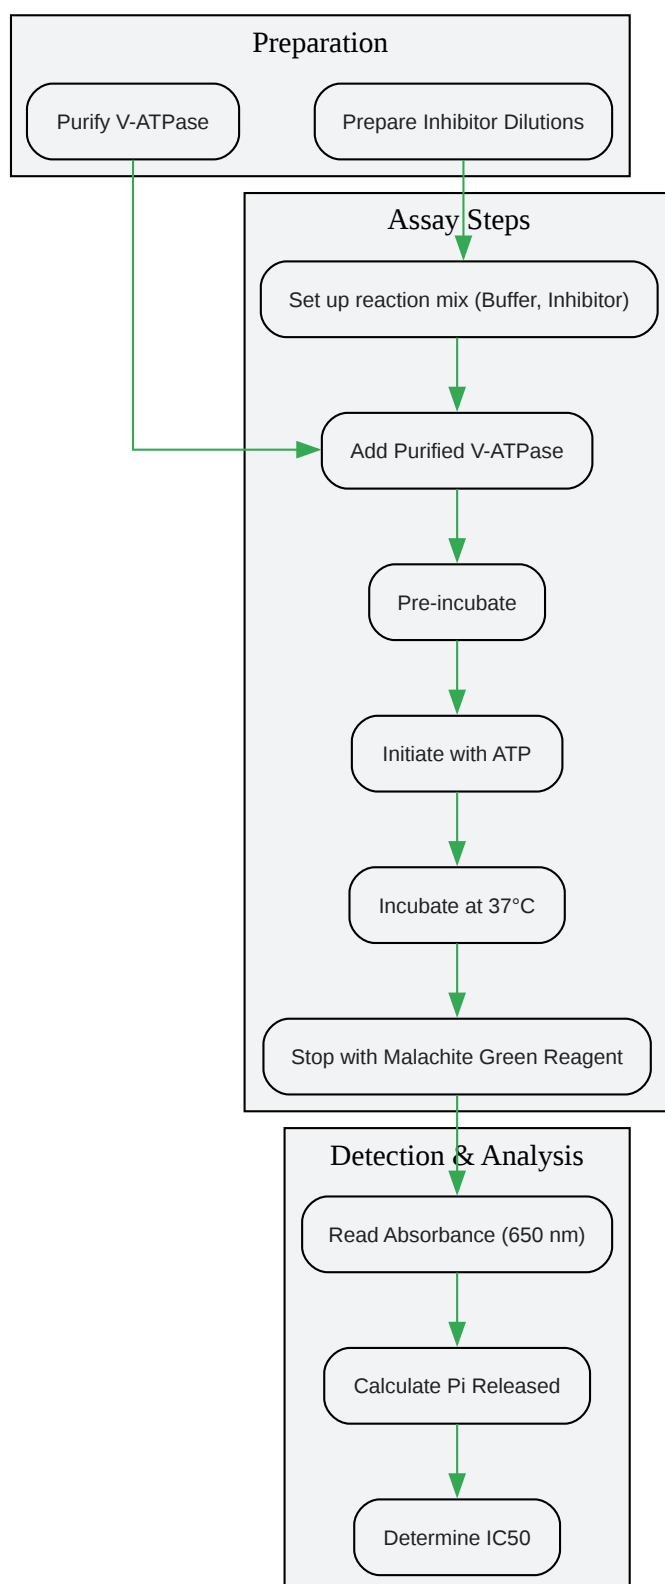 Preparation
Purify V-ATPase
Prepare Inhibitor Dilutions
Assay Steps
Set up reaction mix (Buffer, Inhibitor)
Add Purified V-ATPase
Pre-incubate
Initiate with ATP
Incubate at 37°C
Stop with Malachite Green Reagent
Detection & Analysis
Read Absorbance (650 nm)
Calculate Pi Released
Determine IC50